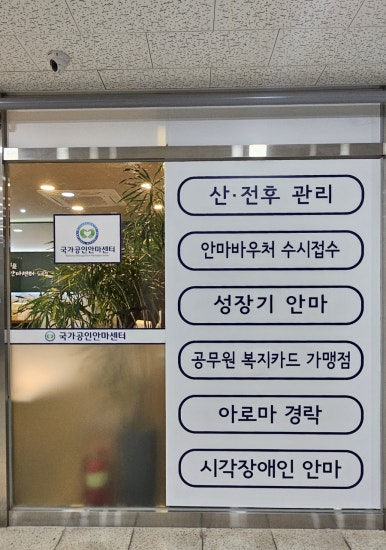 산·전후 관리
안마바우처 수시접수
성장기 안마
공무원 복지카드 가맹점
아로마 경락
시각장애인 안마
국가공인안마센터
국가공인안마센터